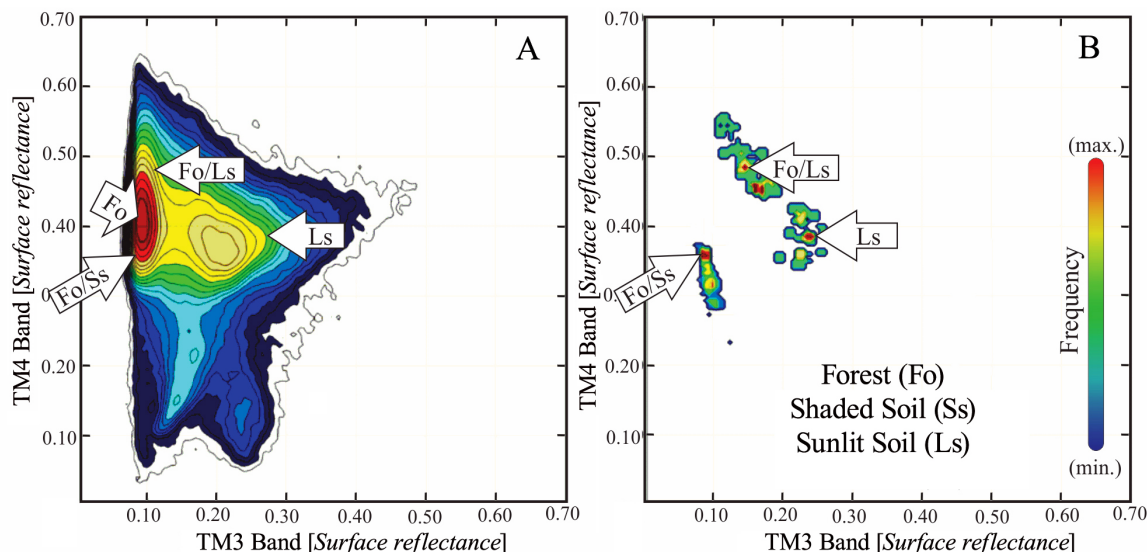 A
TM4 Band [Surface reflectance]
0.70
0.60
0.50
0.40
0.20
0.10
Fo/Ls
Fo
Ls
Fo/Ss
0.10 0.20 0.30 0.40 0.50 0.60 0.70
TM3 Band [Surface reflectance]
B
TM4 Band [Surface reflectance]
0.70
0.60
0.50
0.40
0.20
0.10
Fo/Ls
Ls
Fo/Ss
Forest (Fo)
Shaded Soil (Ss)
Sunlit Soil (Ls)
(max.)
Frequency
(min.)
0.10 0.20 0.30 0.40 0.50 0.60 0.70
TM3 Band [Surface reflectance]